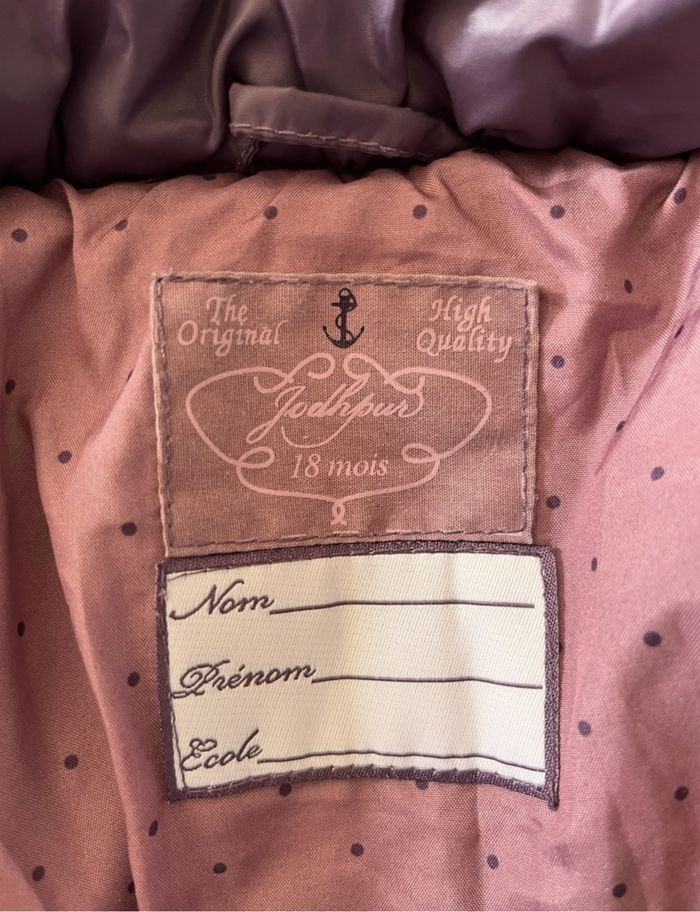 The
Original
High
Quality
Jodhpur
18 mois
Nom
Prénom
Ecole